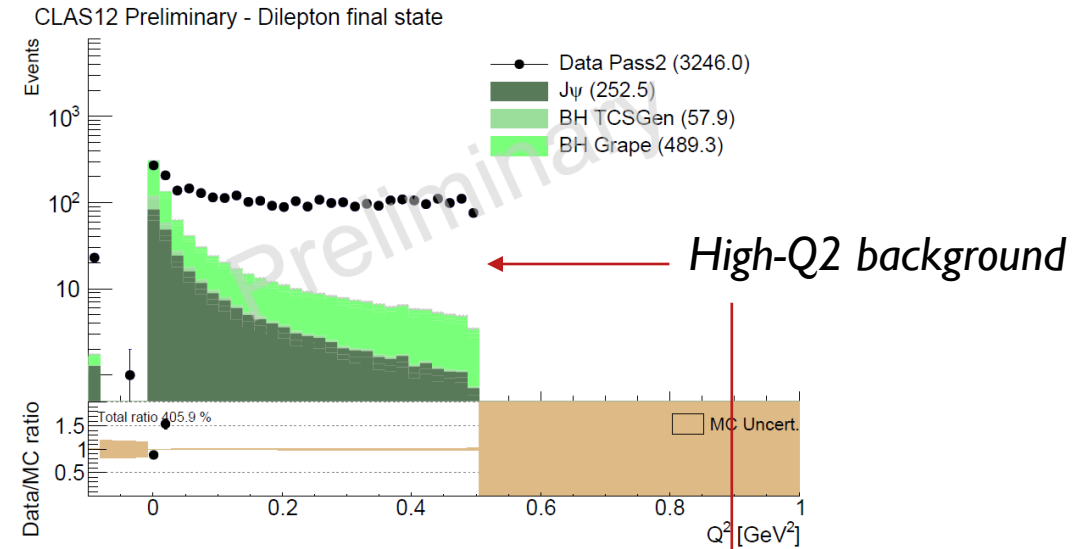 CLAS12 Preliminary - Dilepton final state
Events
Data Pass2 (3246.0)
Jψ (252.5)
BH TCSGen (57.9)
BH Grape (489.3)
10³
10²
10
Preliminary
High-Q2 background
Data/MC ratio
Total ratio 405.9 %
MC Uncert.
1.5
1
0.5
0 0.2 0.4 0.6 0.8 1
Q² [GeV²]